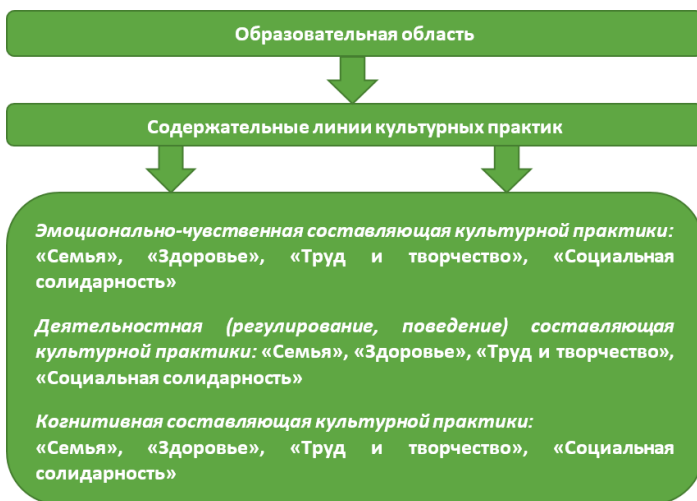 Образовательная область
Содержательные линии культурных практик
Эмоционально-чувственная составляющая культурной практики:
«Семья», «Здоровье», «Труд и творчество», «Социальная
солидарность»
Деятельностная (регулирование, поведение) составляющая
культурной практики: «Семья», «Здоровье», «Труд и творчество»,
«Социальная солидарность»
Когнитивная составляющая культурной практики:
«Семья», «Здоровье», «Труд и творчество», «Социальная
солидарность»